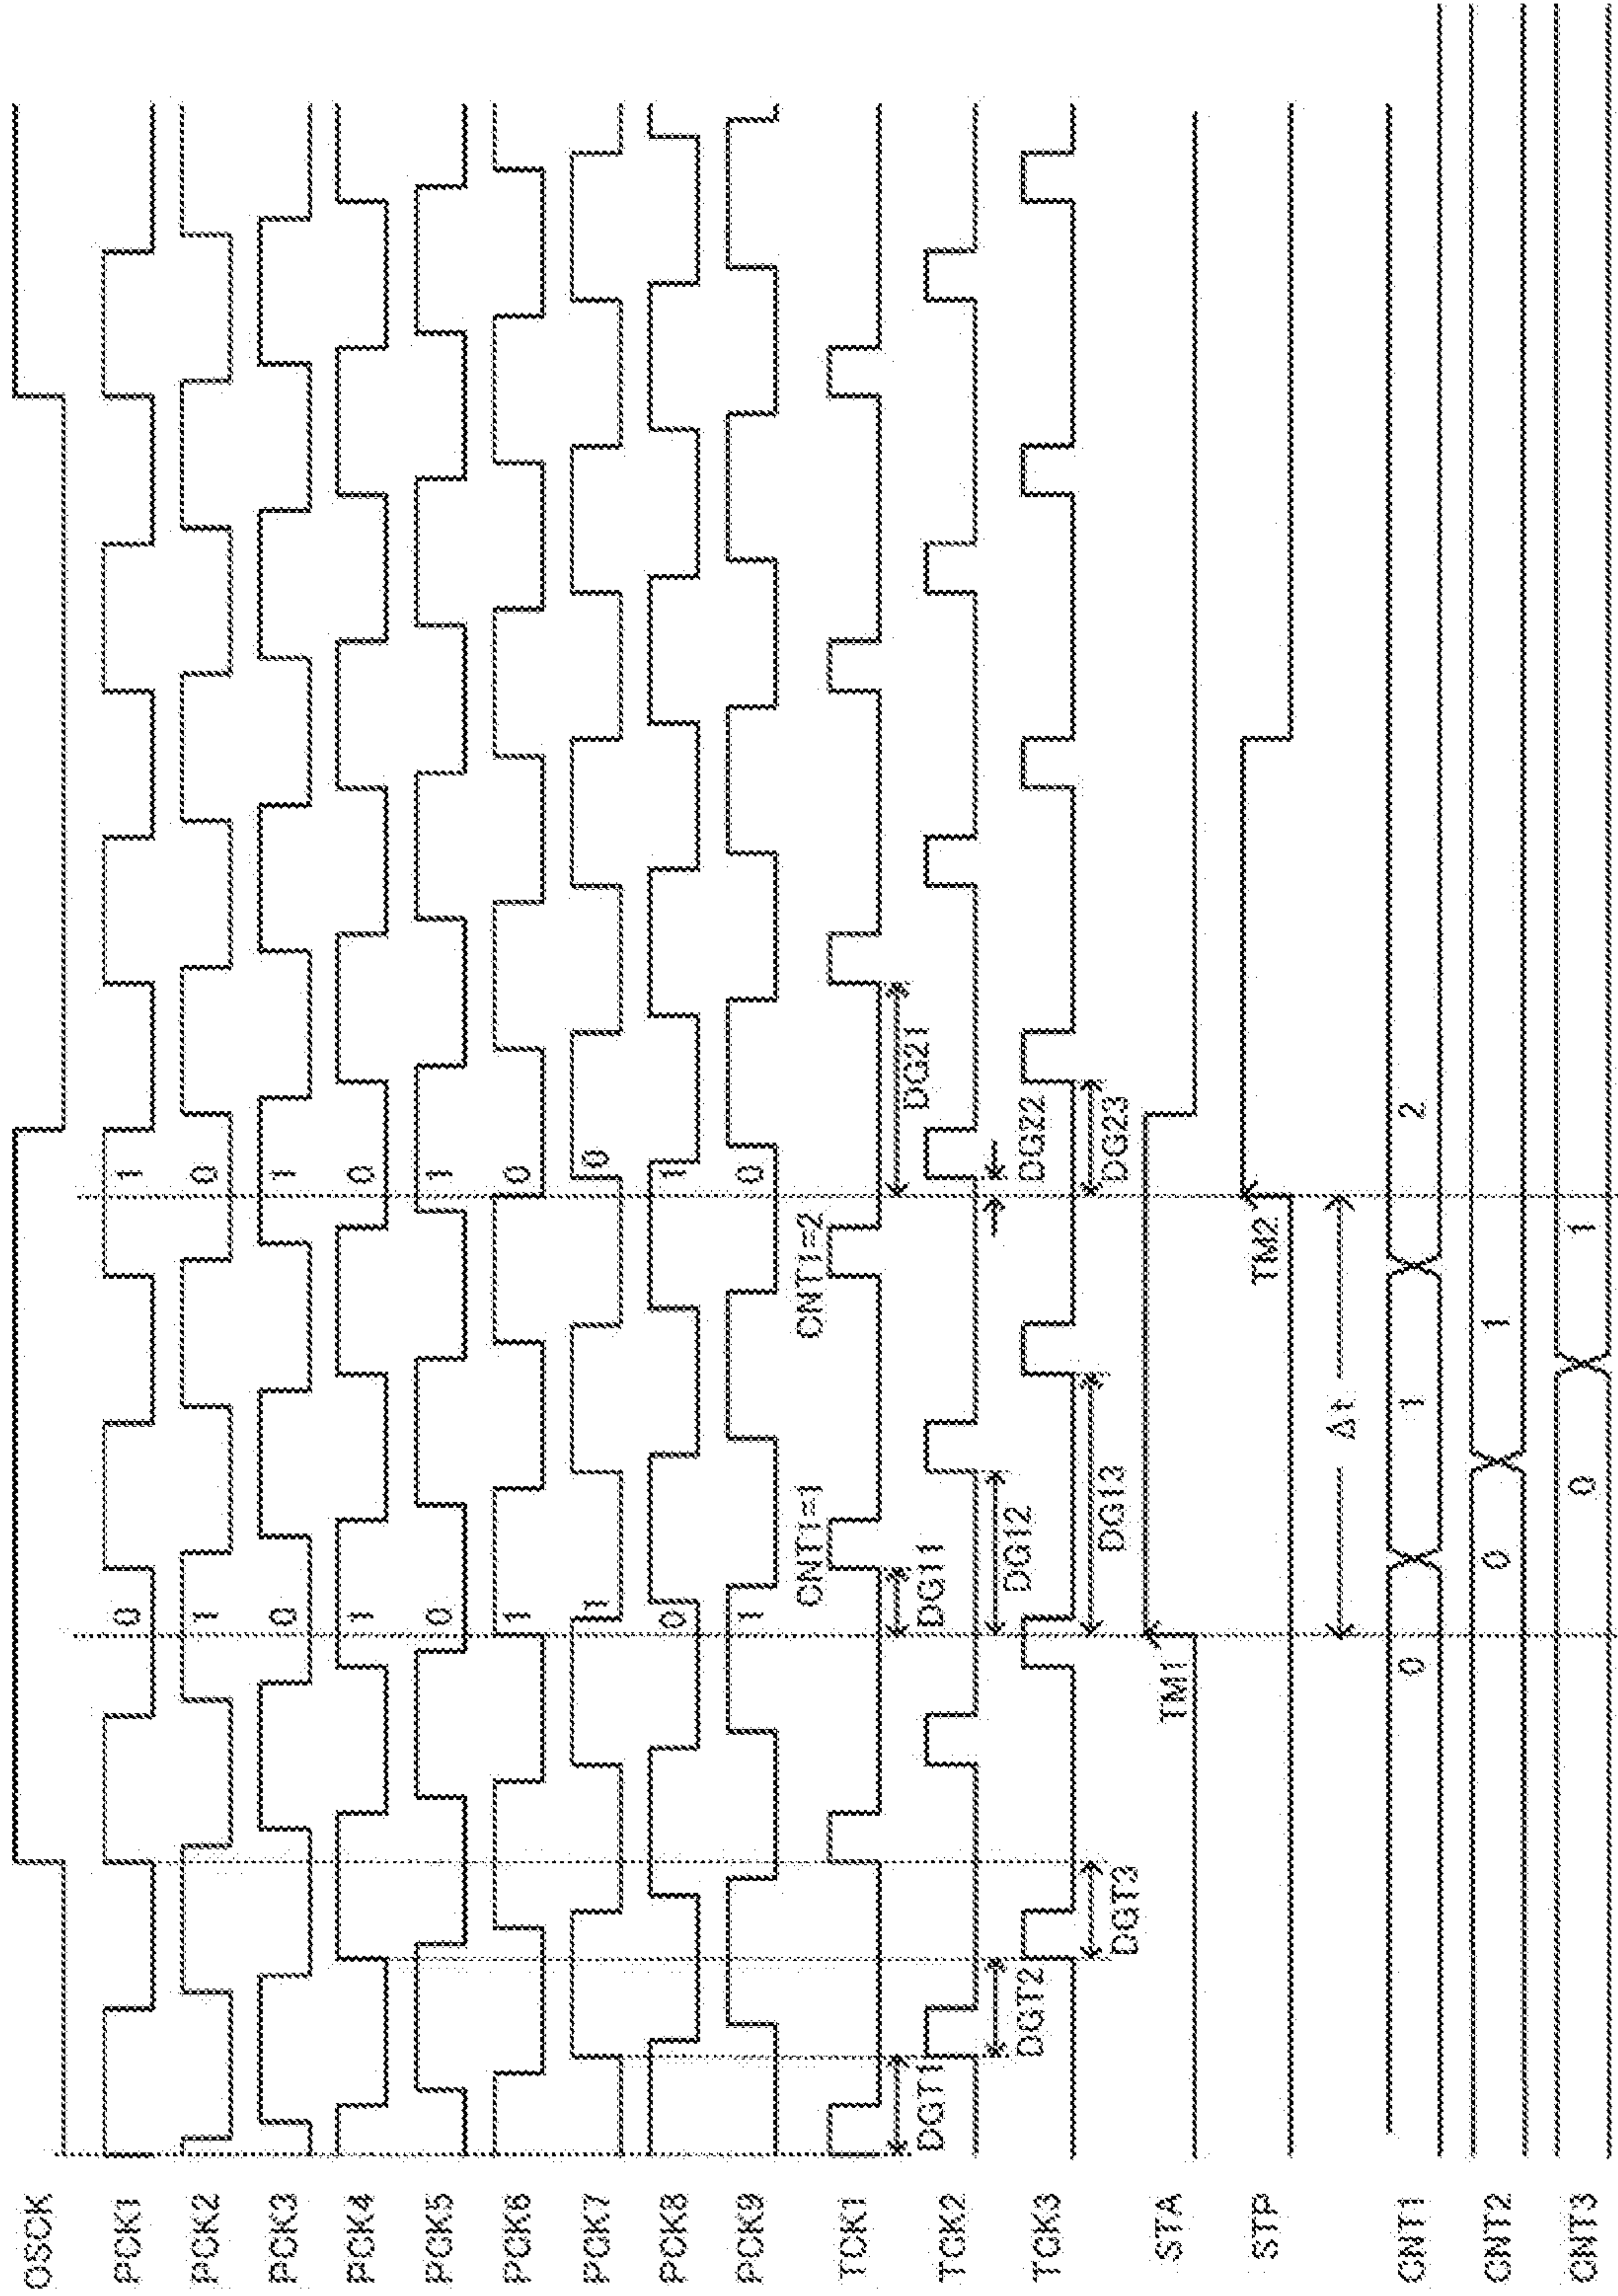 OSCK
PCK1 0 1
PCK2 1 0
PCK3 0 1
PCK4 1 0
PCK5 0 1
PCK6 1 0
PCK7 1 0
PCK8 0 1
PCK9 1 0
CNT1=1 CNT1=2
TCK1
DGT1 DG11 DG21
TCK2
DGT2 DG12 DG22
TCK3
DGT3 DG13 DG23
STA TM1
STP TM2
Δt
CNT1 0 1 2
CNT2 0 1
CNT3 0 1